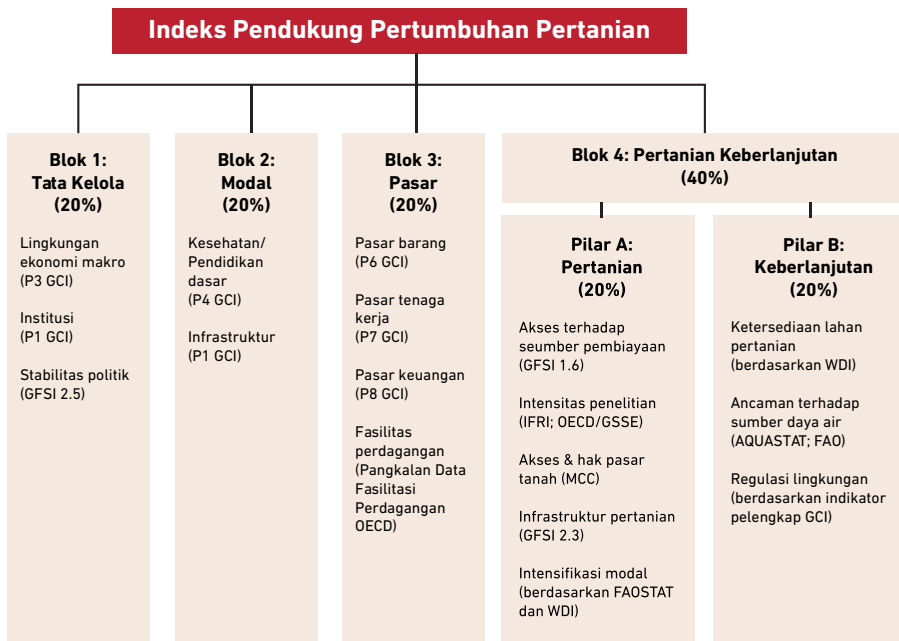 Indeks Pendukung Pertumbuhan Pertanian
Blok 1:
Tata Kelola
(20%)
Lingkungan
ekonomi makro
(P3 GCI)
Institusi
(P1 GCI)
Stabilitas politik
(GFSI 2.5)
Blok 2:
Modal
(20%)
Kesehatan/
Pendidikan
dasar
(P4 GCI)
Infrastruktur
(P1 GCI)
Blok 3:
Pasar
(20%)
Pasar barang
(P6 GCI)
Pasar tenaga
kerja
(P7 GCI)
Pasar keuangan
(P8 GCI)
Fasilitas
perdagangan
(Pangkalan Data
Fasilitasi
Perdagangan
OECD)
Blok 4: Pertanian Keberlanjutan
(40%)
Pilar A:
Pertanian
(20%)
Akses terhadap
seumber pembiayaan
(GFSI 1.6)
Intensitas penelitian
(IFRI; OECD/GSSE)
Akses & hak pasar
tanah (MCC)
Infrastruktur pertanian
(GFSI 2.3)
Intensifikasi modal
(berdasarkan FAOSTAT
dan WDI)
Pilar B:
Keberlanjutan
(20%)
Ketersediaan lahan
pertanian
(berdasarkan WDI)
Ancaman terhadap
sumber daya air
(AQUASTAT; FAO)
Regulasi lingkungan
(berdasarkan indikator
pelengkap GCI)